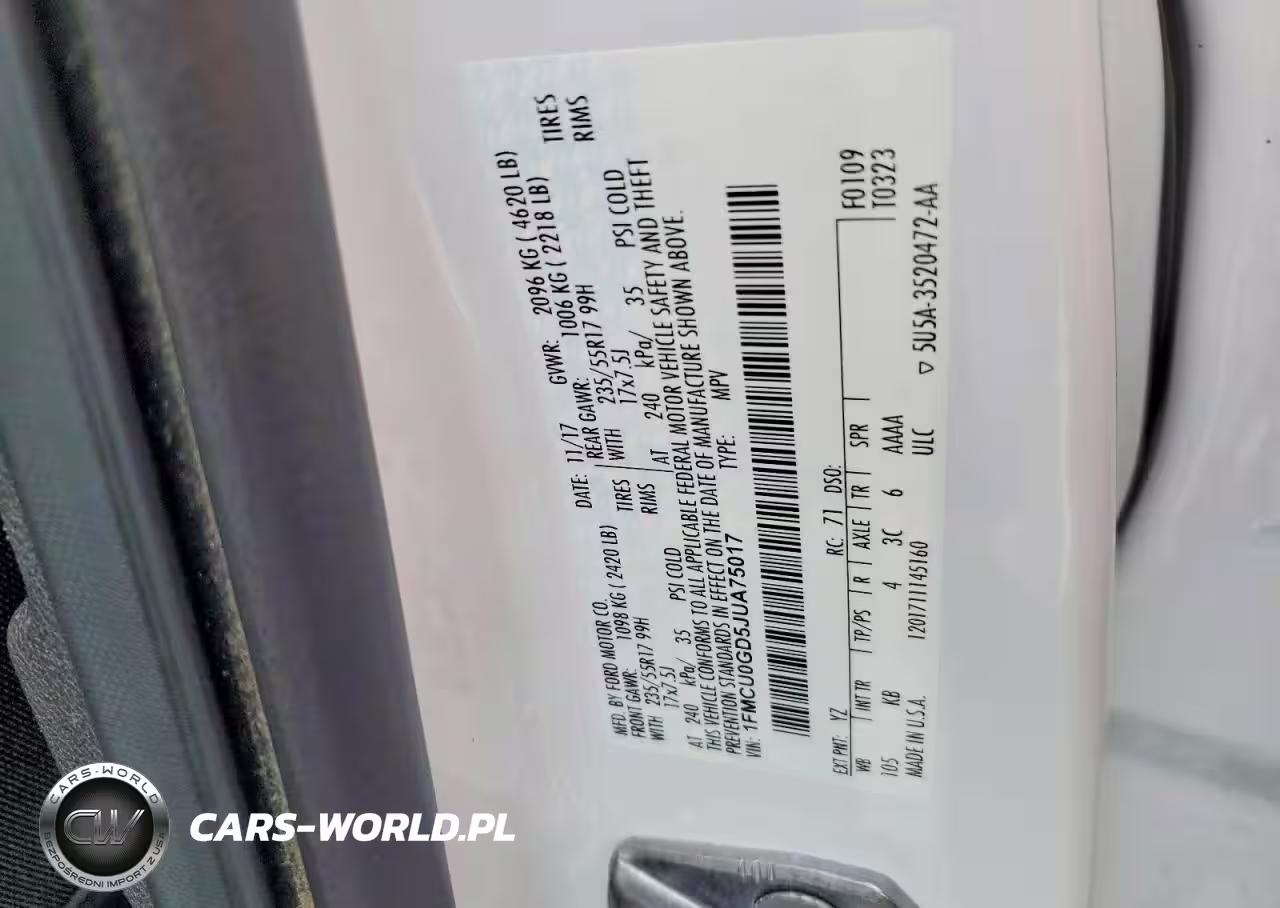 MFD. BY FORD MOTOR CO. DATE: 11/17 GVWR: 2096 KG ( 4620 LB)
FRONT GAWR: 1098 KG ( 2420 LB) REAR GAWR: 1006 KG ( 2218 LB)
WITH 235/55R17 99H TIRES WITH 235/55R17 99H TIRES
17x7.5J RIMS 17x7.5J RIMS
AT 240 kPa/ 35 PSI COLD AT 240 kPa/ 35 PSI COLD
THIS VEHICLE CONFORMS TO ALL APPLICABLE FEDERAL MOTOR VEHICLE SAFETY AND THEFT
PREVENTION STANDARDS IN EFFECT ON THE DATE OF MANUFACTURE SHOWN ABOVE.
VIN: 1FMCU0GD5JUA75017 TYPE: MPV
EXT PNT: YZ RC: 71 DSO: F0109
WB INT TR TP/PS R AXLE TR SPR T0323
105 KB 4 3C 6 AAAA
MADE IN U.S.A. 1201711145160 ULC ▽ 5U5A-3520472-AA
CARS-WORLD
CW
BEZPOŚREDNI IMPORT Z USA
CARS-WORLD.PL